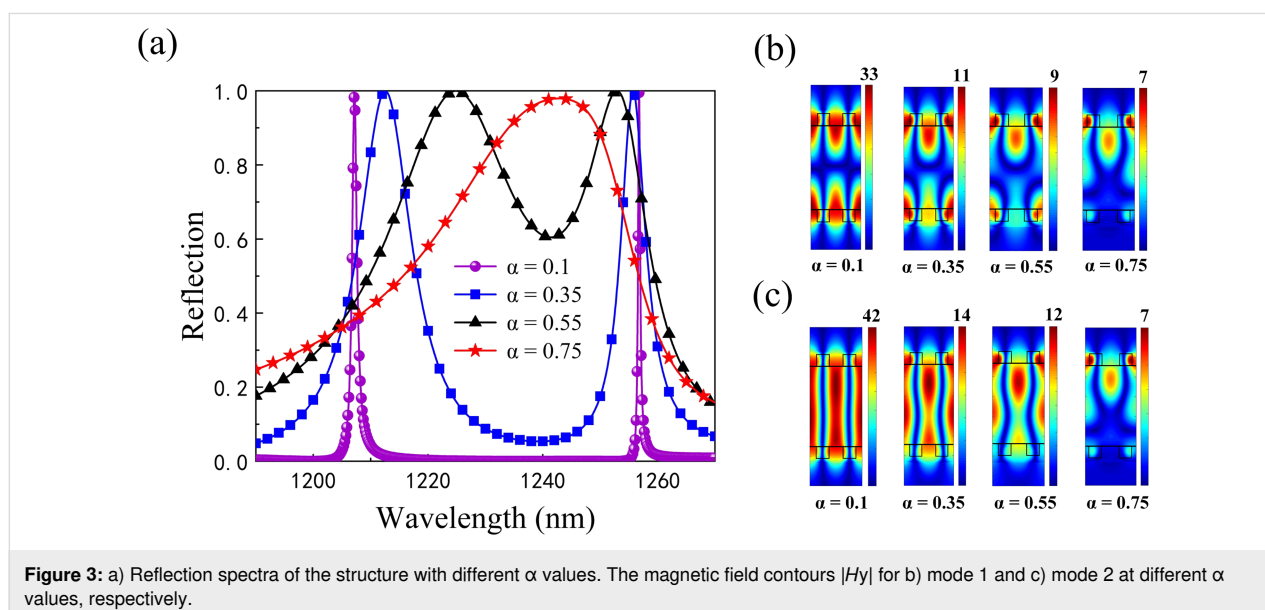 (a)
Reflection
1.0
0.8
0.6
0.4
0.2
0.0
1200 1220 1240 1260
Wavelength (nm)
α = 0.1
α = 0.35
α = 0.55
α = 0.75
(b)
33 11 9 7
α = 0.1 α = 0.35 α = 0.55 α = 0.75
(c)
42 14 12 7
α = 0.1 α = 0.35 α = 0.55 α = 0.75
Figure 3: a) Reflection spectra of the structure with different α values. The magnetic field contours |Hy| for b) mode 1 and c) mode 2 at different α
values, respectively.